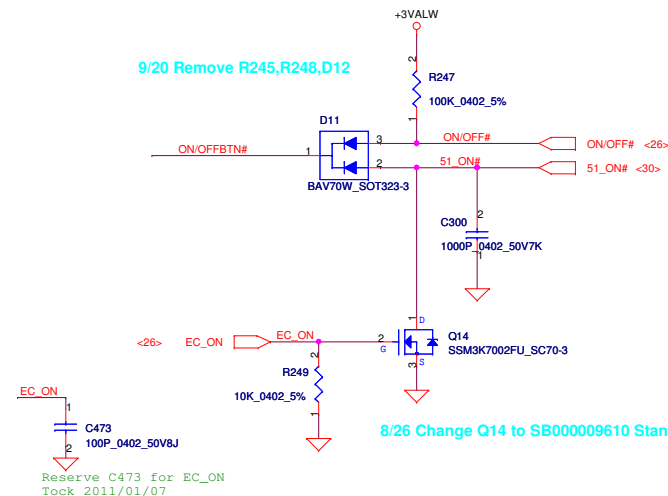 +3VALW
9/20 Remove R245,R248,D12
2
R247
100K_0402_5%
1
D11
ON/OFFBTN#
1
3
ON/OFF#
ON/OFF# <26>
2
51_ON#
51_ON# <30>
BAV70W_SOT323-3
2
C300
1000P_0402_50V7K
1
1
D
<26> EC_ON
EC_ON
2
G
Q14
SSM3K7002FU_SC70-3
3
S
2
R249
10K_0402_5%
1
EC_ON
1
C473
100P_0402_50V8J
2
8/26 Change Q14 to SB000009610 Stan
Reserve C473 for EC_ON
Tock 2011/01/07